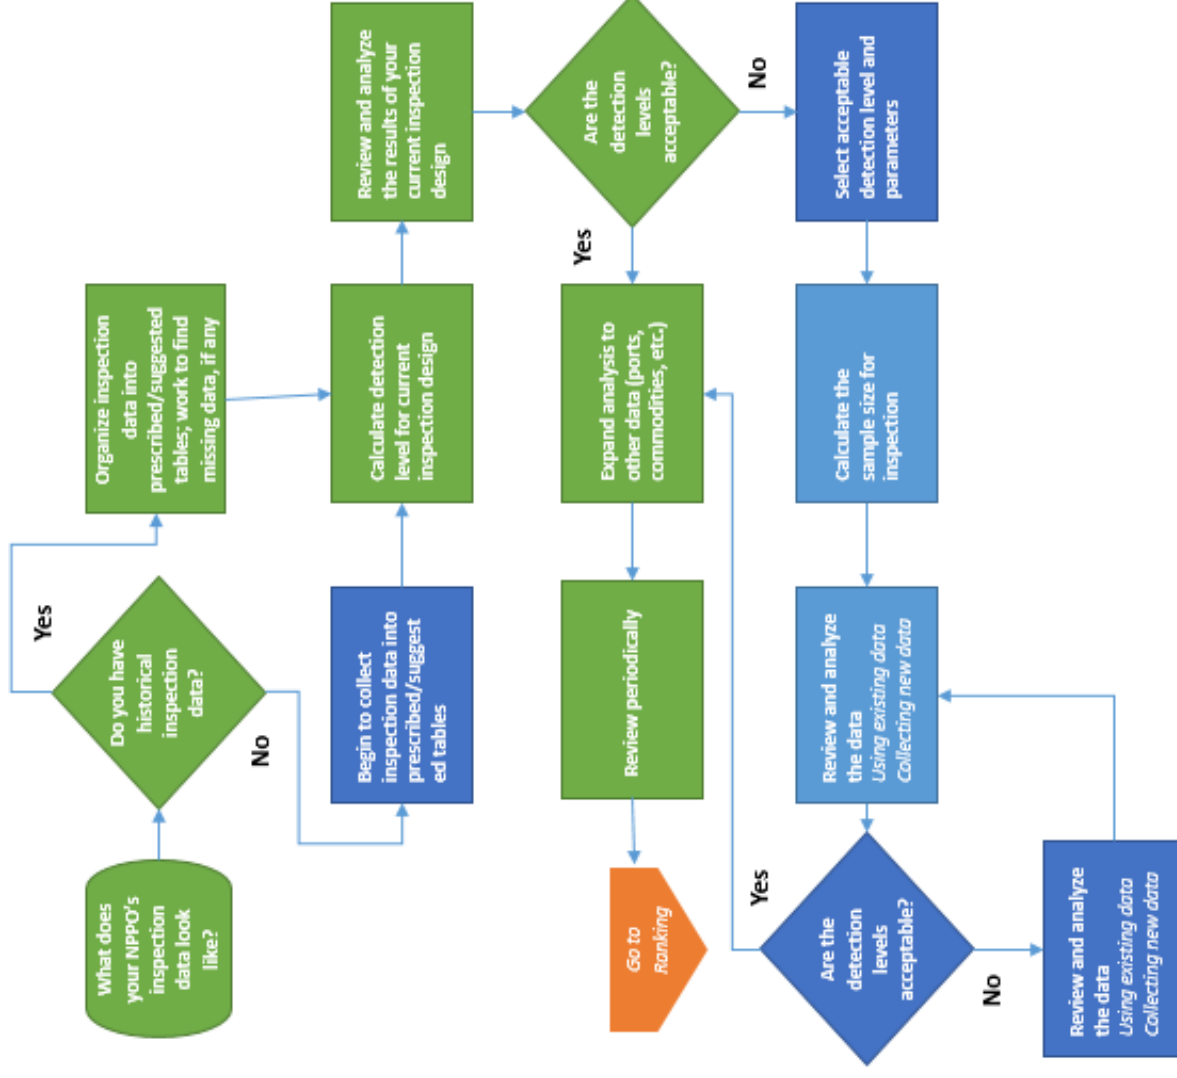 What does
your NPPO's
inspection
data look
like?
Do you have
historical
inspection
data?
Yes
No
Organize inspection
data into
prescribed/suggested
tables; work to find
missing data, if any
Begin to collect
inspection data into
prescribed/suggest
ed tables
Calculate detection
level for current
inspection design
Review and analyze
the results of your
current inspection
design
Are the
detection
levels
acceptable?
Yes
No
Expand analysis to
other data (ports,
commodities, etc.)
Review periodically
Go to
Ranking
Select acceptable
detection level and
parameters
Calculate the
sample size for
inspection
Review and analyze
the data
Using existing data
Collecting new data
Are the
detection
levels
acceptable?
Yes
No
Review and analyze
the data
Using existing data
Collecting new data